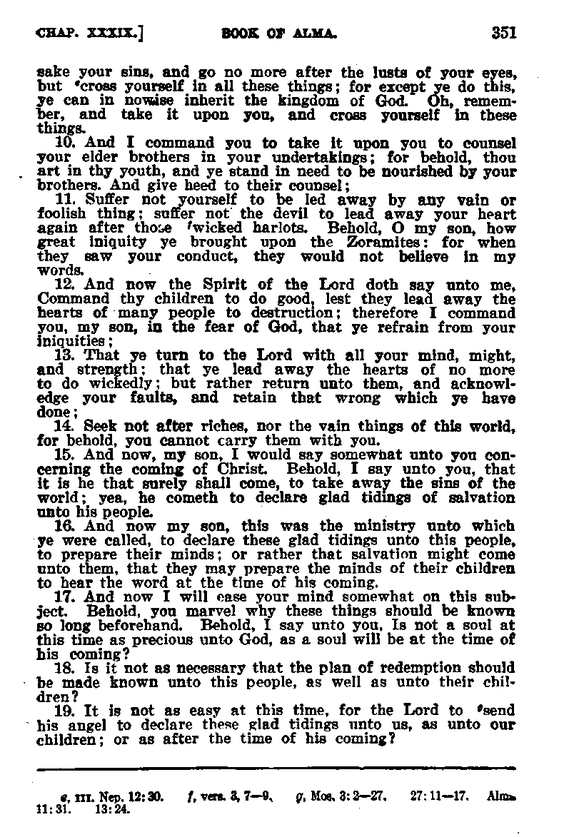 CHAP. XXXIX.] BOOK OF ALMA. 351
sake your sins, and go no more after the lusts of your eyes,
but ᵉcross yourself in all these things; for except ye do this,
ye can in nowise inherit the kingdom of God. Oh, remem-
ber, and take it upon you, and cross yourself in these
things.
10. And I command you to take it upon you to counsel
your elder brothers in your undertakings; for behold, thou
art in thy youth, and ye stand in need to be nourished by your
brothers. And give heed to their counsel;
11. Suffer not yourself to be led away by any vain or
foolish thing; suffer not the devil to lead away your heart
again after those ᶠwicked harlots. Behold, O my son, how
great iniquity ye brought upon the Zoramites: for when
they saw your conduct, they would not believe in my
words.
12. And now the Spirit of the Lord doth say unto me,
Command thy children to do good, lest they lead away the
hearts of many people to destruction; therefore I command
you, my son, in the fear of God, that ye refrain from your
iniquities;
13. That ye turn to the Lord with all your mind, might,
and strength; that ye lead away the hearts of no more
to do wickedly; but rather return unto them, and acknowl-
edge your faults, and retain that wrong which ye have
done;
14. Seek not after riches, nor the vain things of this world,
for behold, you cannot carry them with you.
15. And now, my son, I would say somewhat unto you con-
cerning the coming of Christ. Behold, I say unto you, that
it is he that surely shall come, to take away the sins of the
world; yea, he cometh to declare glad tidings of salvation
unto his people.
16. And now my son, this was the ministry unto which
ye were called, to declare these glad tidings unto this people,
to prepare their minds; or rather that salvation might come
unto them, that they may prepare the minds of their children
to hear the word at the time of his coming.
17. And now I will ease your mind somewhat on this sub-
ject. Behold, you marvel why these things should be known
so long beforehand. Behold, I say unto you, Is not a soul at
this time as precious unto God, as a soul will be at the time of
his coming?
18. Is it not as necessary that the plan of redemption should
be made known unto this people, as well as unto their chil-
dren?
19. It is not as easy at this time, for the Lord to ᵍsend
his angel to declare these glad tidings unto us, as unto our
children; or as after the time of his coming?
e, III. Nep. 12:30. f, vers. 3, 7—9. g, Mos. 3:2—27. 27:11—17. Alma
11:31. 13:24.